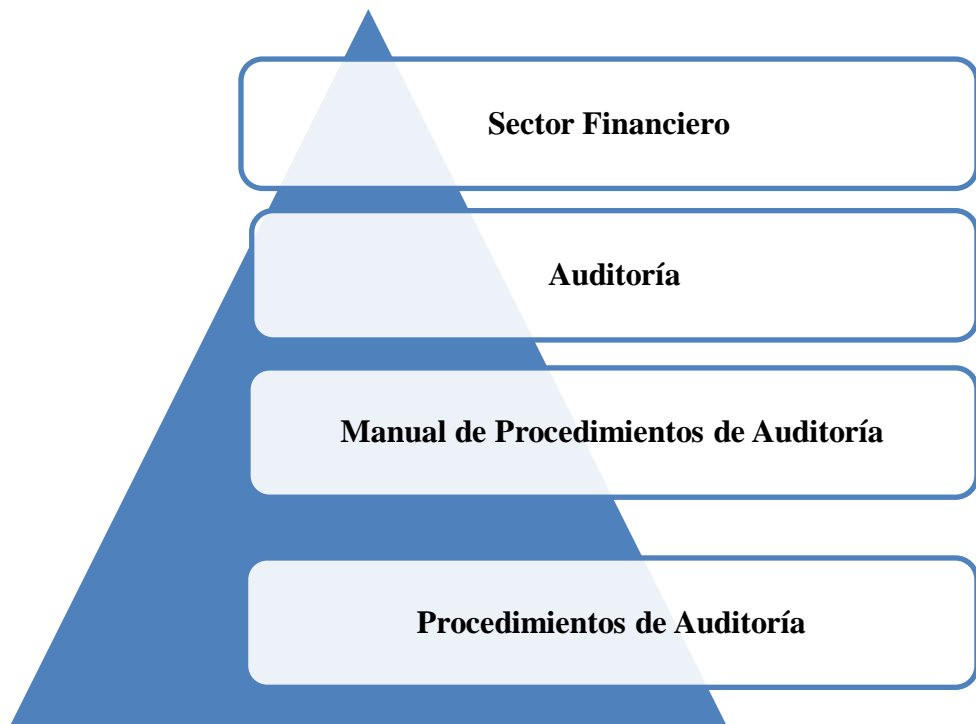 Sector Financiero
Auditoría
Manual de Procedimientos de Auditoría
Procedimientos de Auditoría